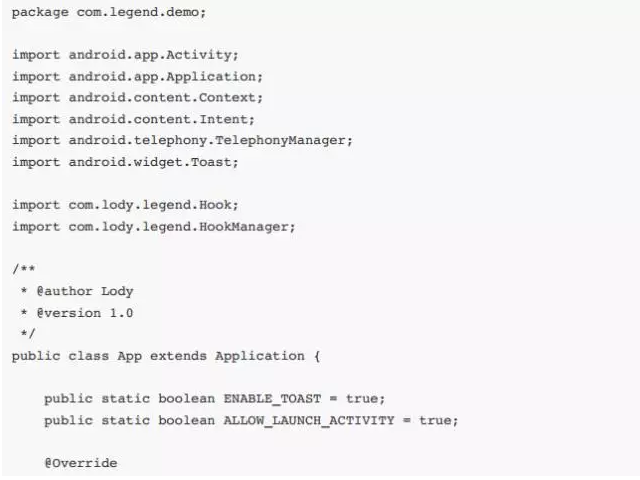 package com.legend.demo;
import android.app.Activity;
import android.app.Application;
import android.content.Context;
import android.content.Intent;
import android.telephony.TelephonyManager;
import android.widget.Toast;
import com.lody.legend.Hook;
import com.lody.legend.HookManager;
/**
 * @author Lody
 * @version 1.0
 */
public class App extends Application {
    public static boolean ENABLE_TOAST = true;
    public static boolean ALLOW_LAUNCH_ACTIVITY = true;
    @Override